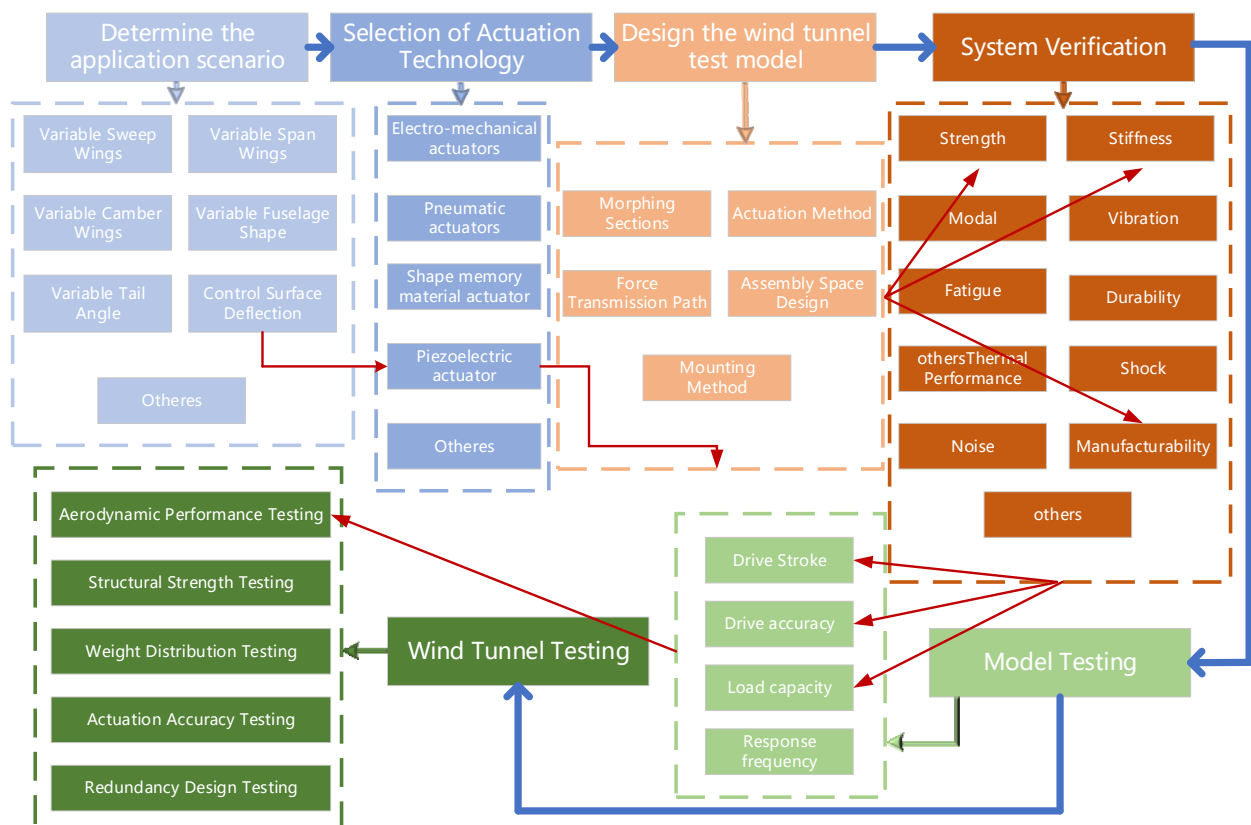 Determine the
application scenario
Selection of Actuation
Technology
Design the wind tunnel
test model
System Verification
Variable Sweep
Wings
Variable Span
Wings
Variable Camber
Wings
Variable Fuselage
Shape
Variable Tail
Angle
Control Surface
Deflection
Otheres
Electro-mechanical
actuators
Pneumatic
actuators
Shape memory
material actuator
Piezoelectric
actuator
Otheres
Morphing
Sections
Actuation Method
Force
Transmission Path
Assembly Space
Design
Mounting
Method
Strength
Stiffness
Modal
Vibration
Fatigue
Durability
othersThermal
Performance
Shock
Noise
Manufacturability
others
Aerodynamic Performance Testing
Structural Strength Testing
Weight Distribution Testing
Actuation Accuracy Testing
Redundancy Design Testing
Wind Tunnel Testing
Drive Stroke
Drive accuracy
Load capacity
Response
frequency
Model Testing